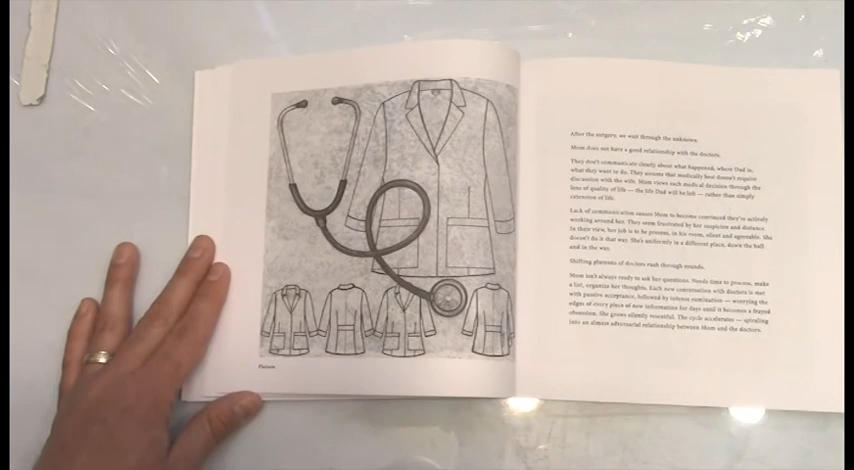 Platoon
After the surgery, we wait through the unknown.
Mom does not have a good relationship with the doctors.
They don't communicate clearly about what happened, where Dad is,
what they want to do. They assume that medically best doesn't require
discussion with the wife. Mom views each medical decision through the
lens of quality of life — the life Dad will be left — rather than simply
extension of life.
Lack of communication causes Mom to become convinced they're actively
working around her. They seem frustrated by her suspicion and distance.
In their view, her job is to be present, in his room, silent and agreeable. She
doesn't do it that way. She's uniformly in a different place, down the hall
and in the way.
Shifting platoons of doctors rush through rounds.
Mom isn't always ready to ask her questions. Needs time to process, make
a list, organize her thoughts. Each new conversation with doctors is met
with passive acceptance, followed by intense rumination — worrying the
edges of every piece of new information for days until it becomes a frayed
obsession. She grows silently resentful. The cycle accelerates — spiraling
into an almost adversarial relationship between Mom and the doctors.